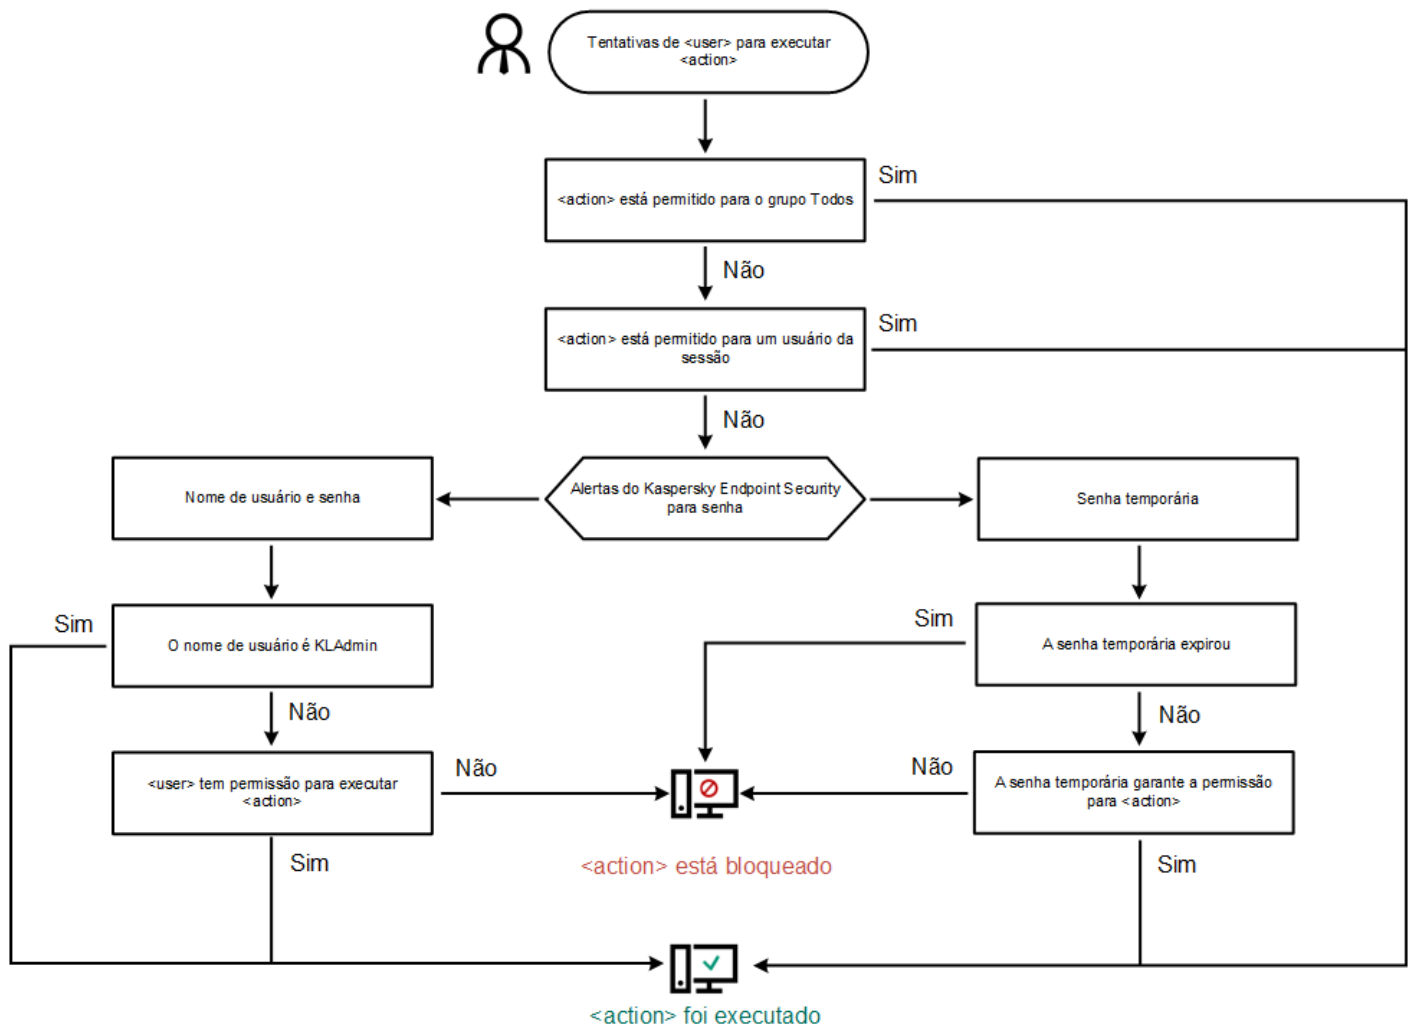 Tentativas de <user> para executar
<action>
Sim
<action> está permitido para o grupo Todos
Não
Sim
<action> está permitido para um usuário da
sessão
Não
Nome de usuário e senha
Alertas do Kaspersky Endpoint Security
para senha
Senha temporária
Sim
O nome de usuário é KLAdmin
Sim
A senha temporária expirou
Não
Não
<user> tem permissão para executar
<action>
Não
Não
A senha temporária garante a permissão
para <action>
Sim
<action> está bloqueado
Sim
<action> foi executado